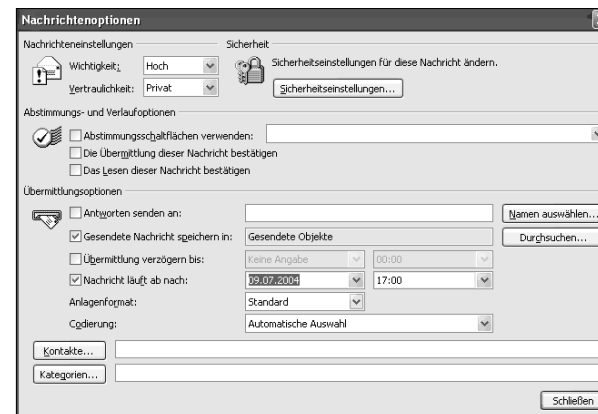 Nachrichtenoptionen
Nachrichteneinstellungen
Sicherheit
Wichtigkeit: Hoch
Sicherheitseinstellungen für diese Nachricht ändern.
Vertraulichkeit: Privat
Sicherheitseinstellungen...
Abstimmungs- und Verlaufoptionen
Abstimmungsschaltflächen verwenden:
Die Übermittlung dieser Nachricht bestätigen
Das Lesen dieser Nachricht bestätigen
Übermittlungsoptionen
Antworten senden an:
Namen auswählen...
Gesendete Nachricht speichern in: Gesendete Objekte
Durchsuchen...
Übermittlung verzögern bis: Keine Angabe 00:00
Nachricht läuft ab nach: 09.07.2004 17:00
Anlagenformat: Standard
Codierung: Automatische Auswahl
Kontakte...
Kategorien...
Schließen